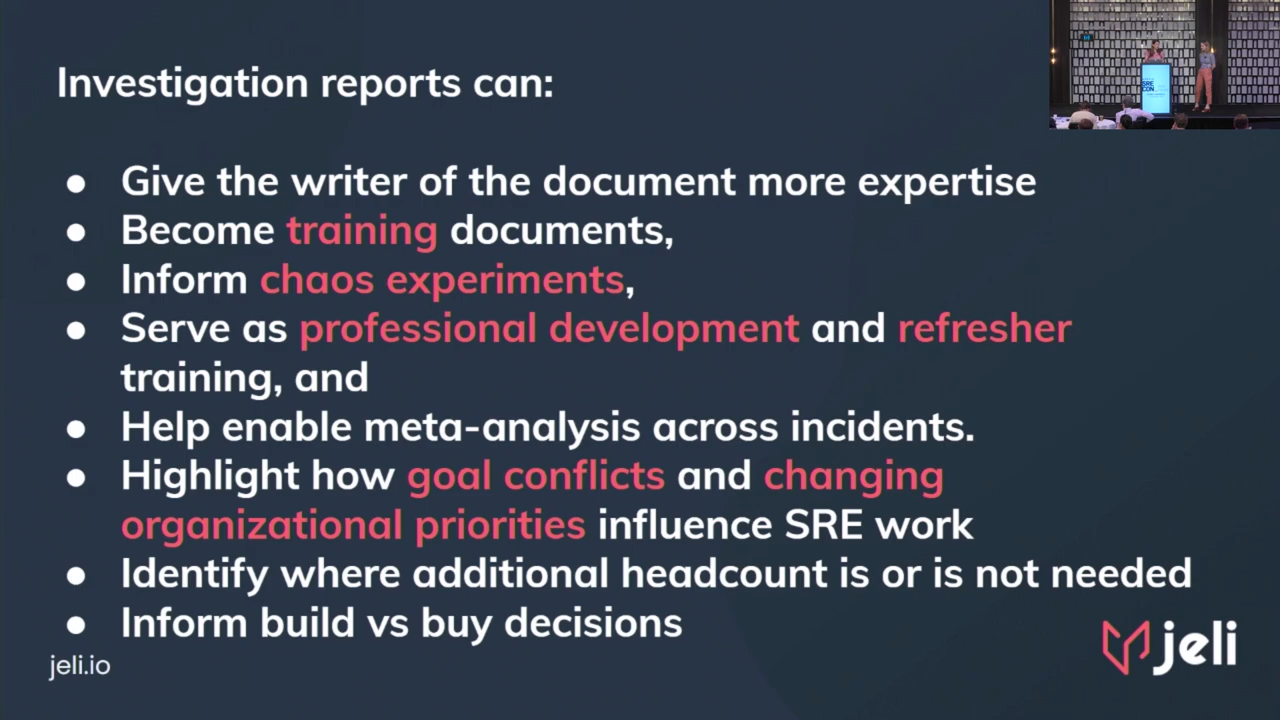 Investigation reports can:
● Give the writer of the document more expertise
● Become training documents,
● Inform chaos experiments,
● Serve as professional development and refresher
training, and
● Help enable meta-analysis across incidents.
● Highlight how goal conflicts and changing
organizational priorities influence SRE work
● Identify where additional headcount is or is not needed
● Inform build vs buy decisions
jeli.io
jeli
SRE
CON